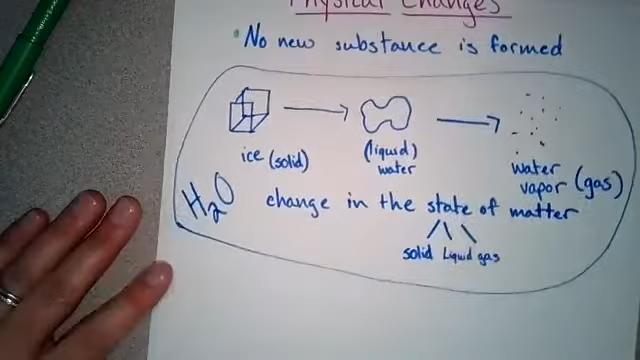 Physical Changes
No new substance is formed
ice (solid)
(liquid)
water
water
vapor (gas)
H2O
change in the state of matter
solid Liquid gas